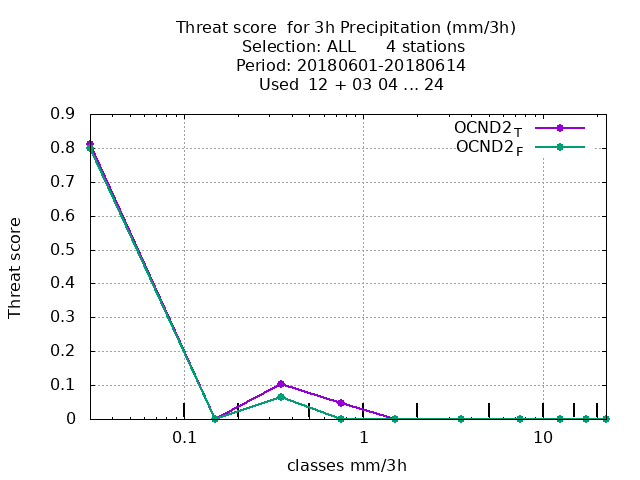 Threat score  for 3h Precipitation (mm/3h)
Selection: ALL      4 stations
Period: 20180601-20180614
Used  12 + 03 04 ... 24
OCND2T
OCND2F
0.9
0.8
0.7
0.6
0.5
0.4
0.3
0.2
0.1
0
Threat score
0.1
1
10
classes mm/3h